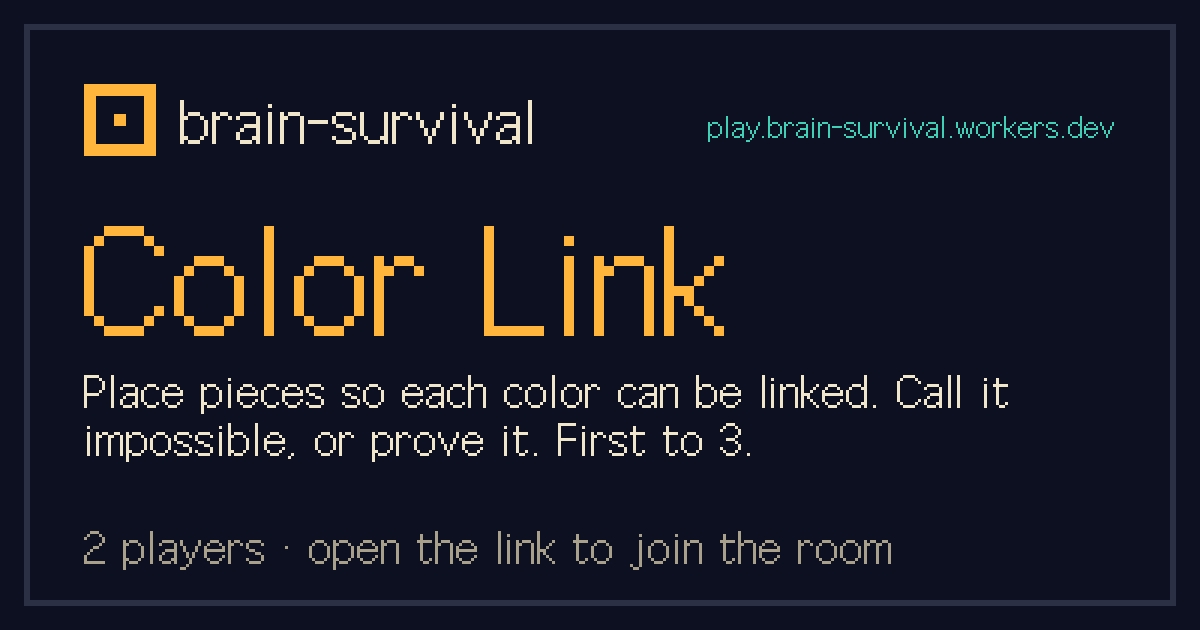 brain-survival
play.brain-survival.workers.dev
Color Link
Place pieces so each color can be linked. Call it
impossible, or prove it. First to 3.
2 players · open the link to join the room